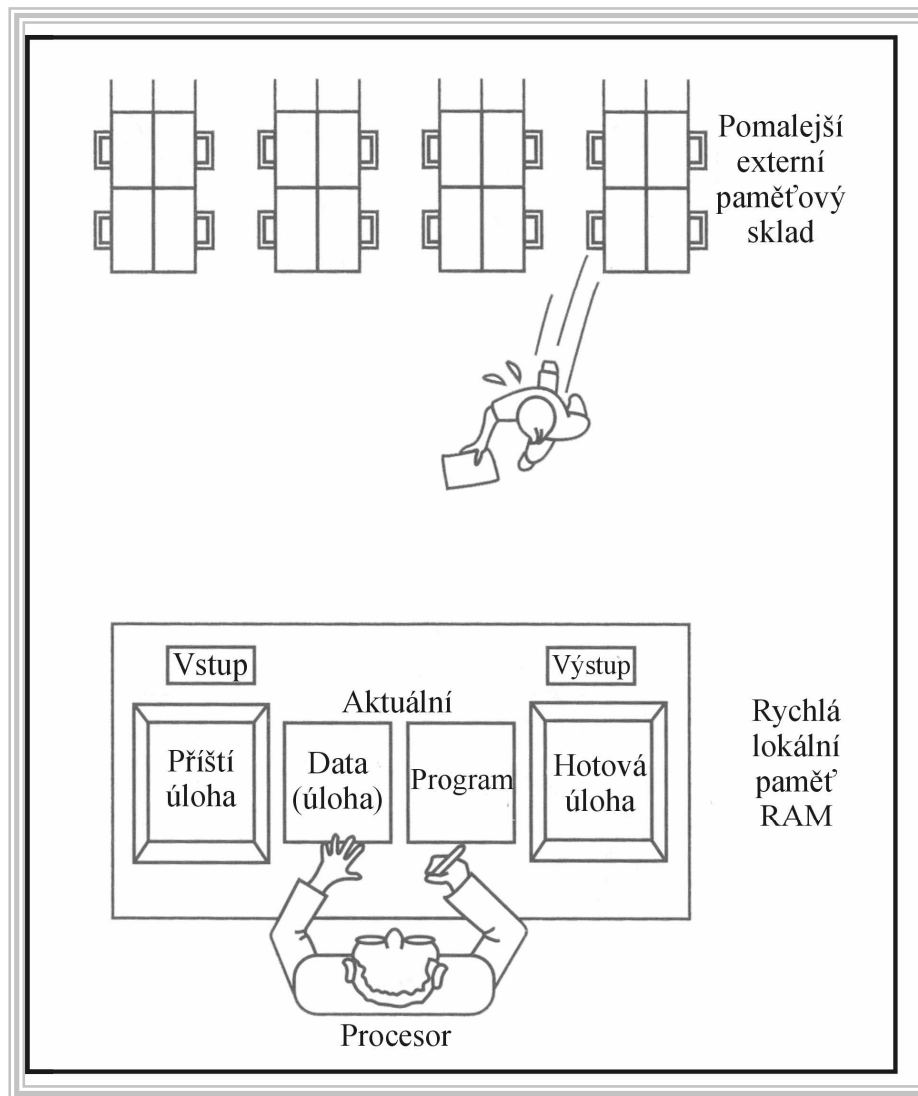 Pomalejší
externí
paměťový
sklad
Vstup
Výstup
Aktuální
Příští
úloha
Data
(úloha)
Program
Hotová
úloha
Rychlá
lokální
paměť
RAM
Procesor